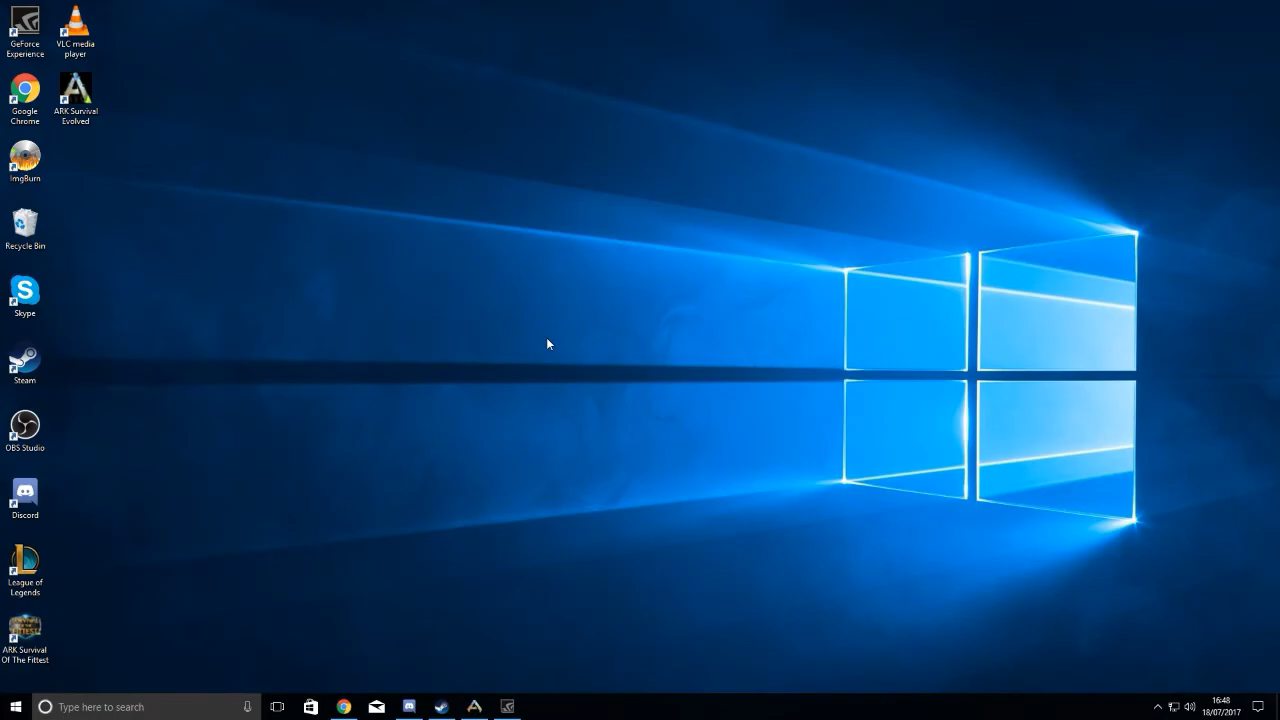 GeForce
Experience
VLC media
player
Google
Chrome
ARK Survival
Evolved
ImgBurn
Recycle Bin
Skype
Steam
OBS Studio
Discord
League of
Legends
ARK Survival
Of The Fittest
Type here to search
16:48
18/07/2017